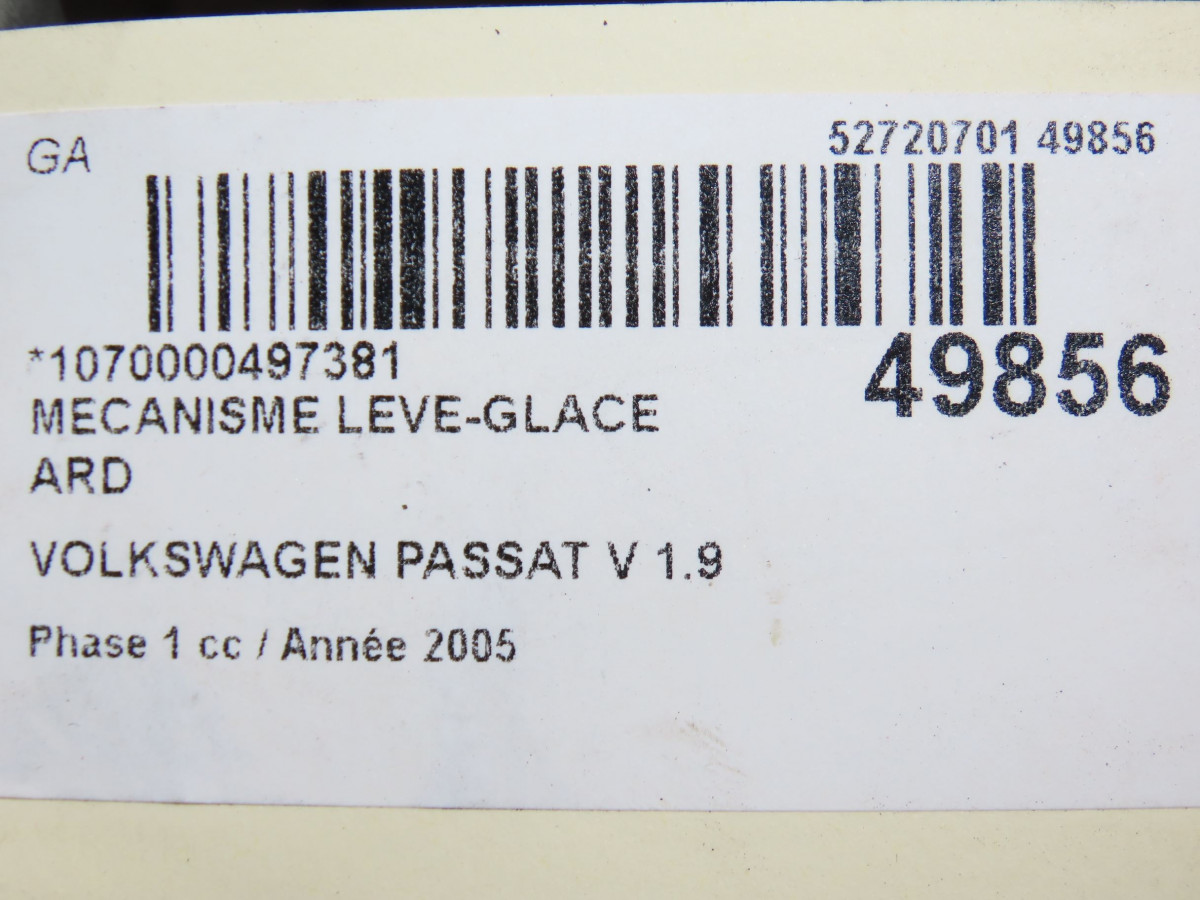 GA
52720701 49856
*1070000497381
49856
MECANISME LEVE-GLACE
ARD
VOLKSWAGEN PASSAT V 1.9
Phase 1 cc / Année 2005